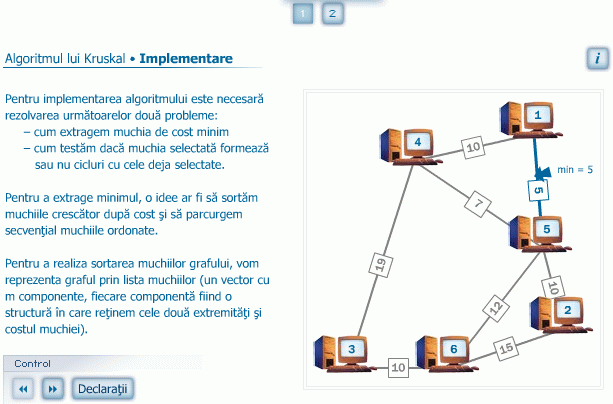 1 2
Algoritmul lui Kruskal • Implementare
i
Pentru implementarea algoritmului este necesară
rezolvarea următoarelor două probleme:
– cum extragem muchia de cost minim
– cum testăm dacă muchia selectată formează
sau nu cicluri cu cele deja selectate.
Pentru a extrage minimul, o idee ar fi să sortăm
muchiile crescător după cost şi să parcurgem
secvenţial muchiile ordonate.
Pentru a realiza sortarea muchiilor grafului, vom
reprezenta graful prin lista muchiilor (un vector cu
m componente, fiecare componentă fiind o
structură în care reţinem cele două extremităţi şi
costul muchiei).
Control
Declaraţii
1
4
10
min = 5
5
7
5
19
10
2
12
3
6
15
10